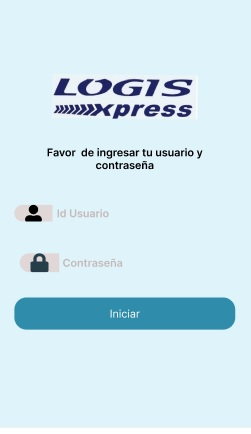 LOGIS
Xpress
Favor de ingresar tu usuario y
contraseña
Id Usuario
Contraseña
Iniciar